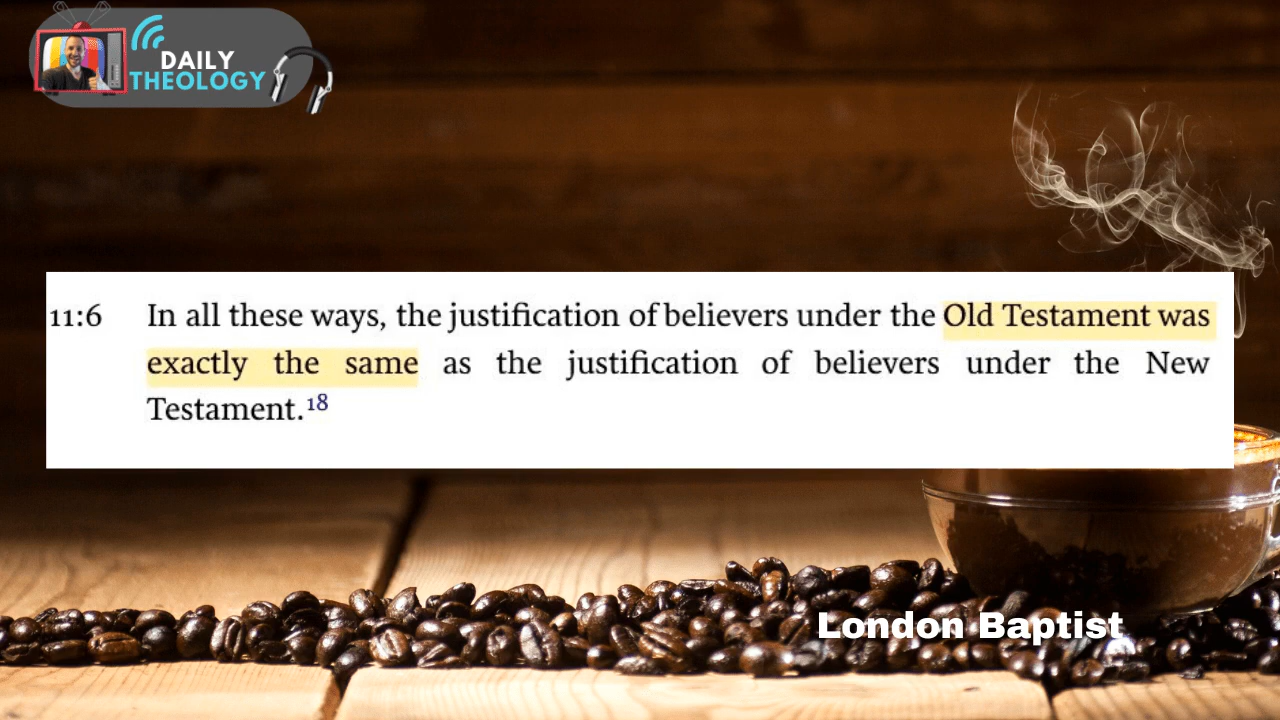 DAILY
THEOLOGY
11:6 In all these ways, the justification of believers under the Old Testament was
exactly the same as the justification of believers under the New
Testament.18
London Baptist